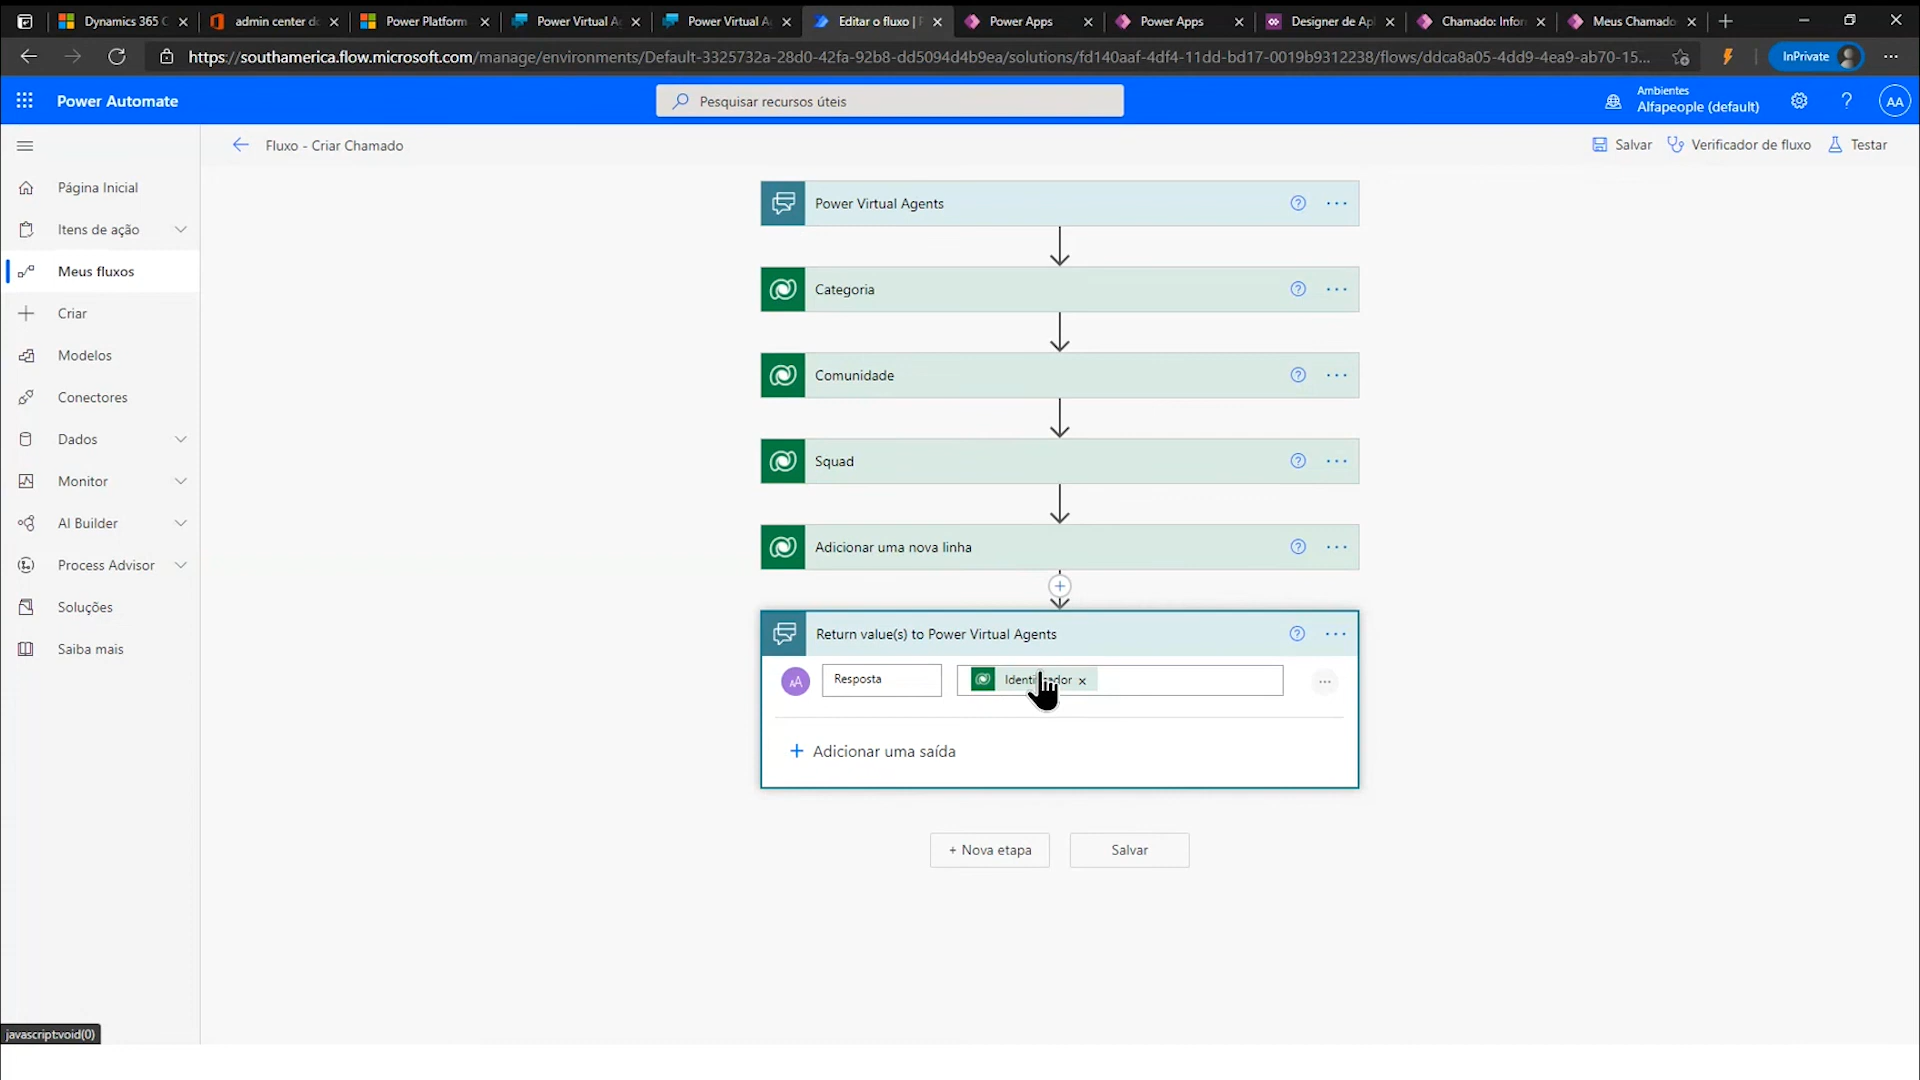 Dynamics 365 C
admin center do
Power Platform
Power Virtual A
Power Virtual A
Editar o fluxo | P
Power Apps
Power Apps
Designer de Apl
Chamado: Infor
Meus Chamado
https://southamerica.flow.microsoft.com/manage/environments/Default-3325732a-28d0-42fa-92b8-dd5094d4b9ea/solutions/fd140aaf-4df4-11dd-bd17-0019b9312238/flows/ddca8a05-4dd9-4ea9-ab70-15...
InPrivate
Power Automate
Pesquisar recursos úteis
Ambientes
Alfapeople (default)
?
AA
Fluxo - Criar Chamado
Salvar
Verificador de fluxo
Testar
Página Inicial
Itens de ação
Meus fluxos
Criar
Modelos
Conectores
Dados
Monitor
AI Builder
Process Advisor
Soluções
Saiba mais
Power Virtual Agents
Categoria
Comunidade
Squad
Adicionar uma nova linha
Return value(s) to Power Virtual Agents
AA
Resposta
Identificador
+ Adicionar uma saída
+ Nova etapa
Salvar
javascript:void(0)